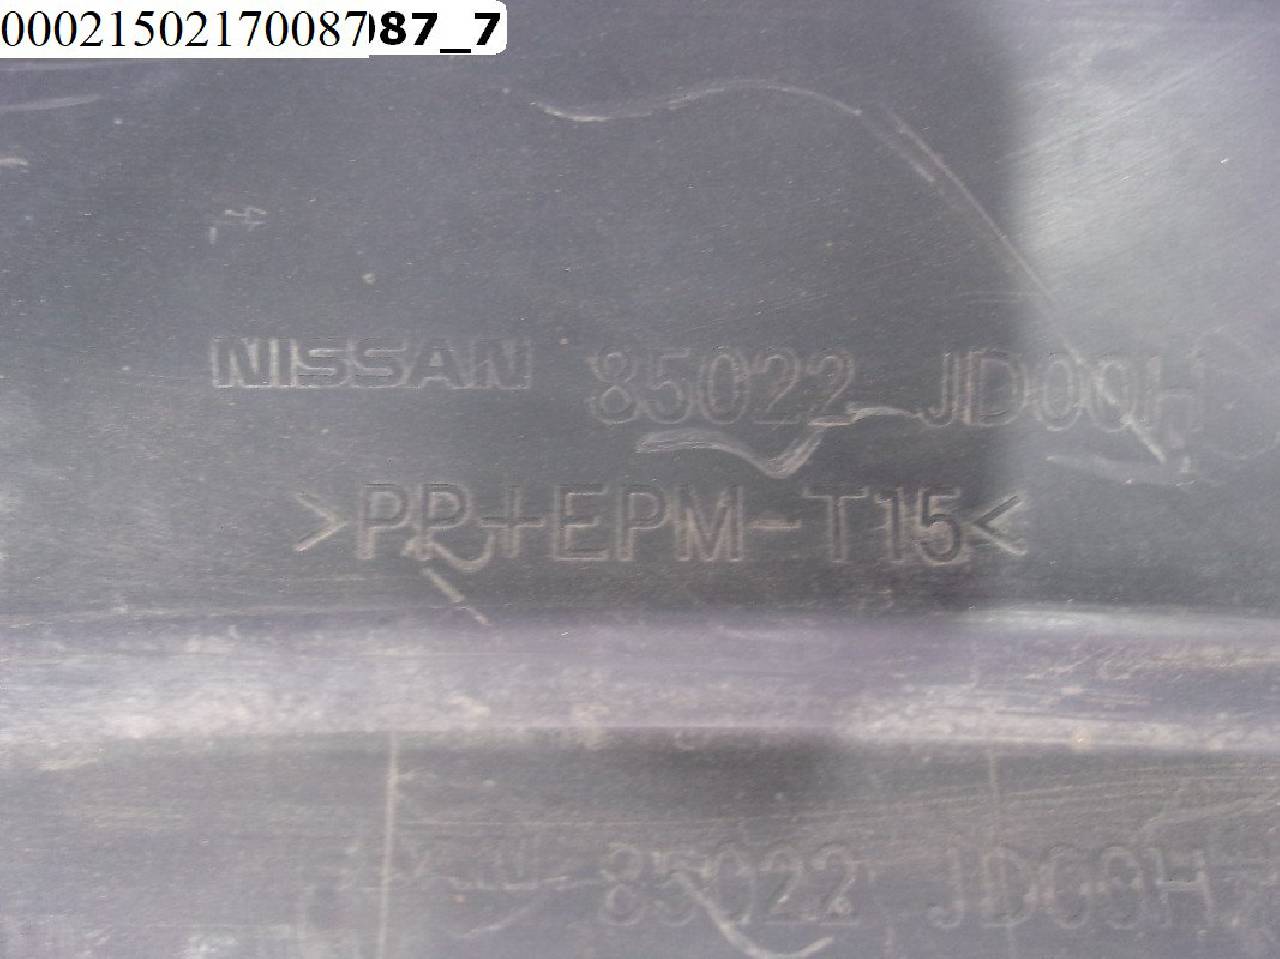 00021502170087087_7
NISSAN 85022 JD00H
>PP+EPM-T15<
85022 JD00H